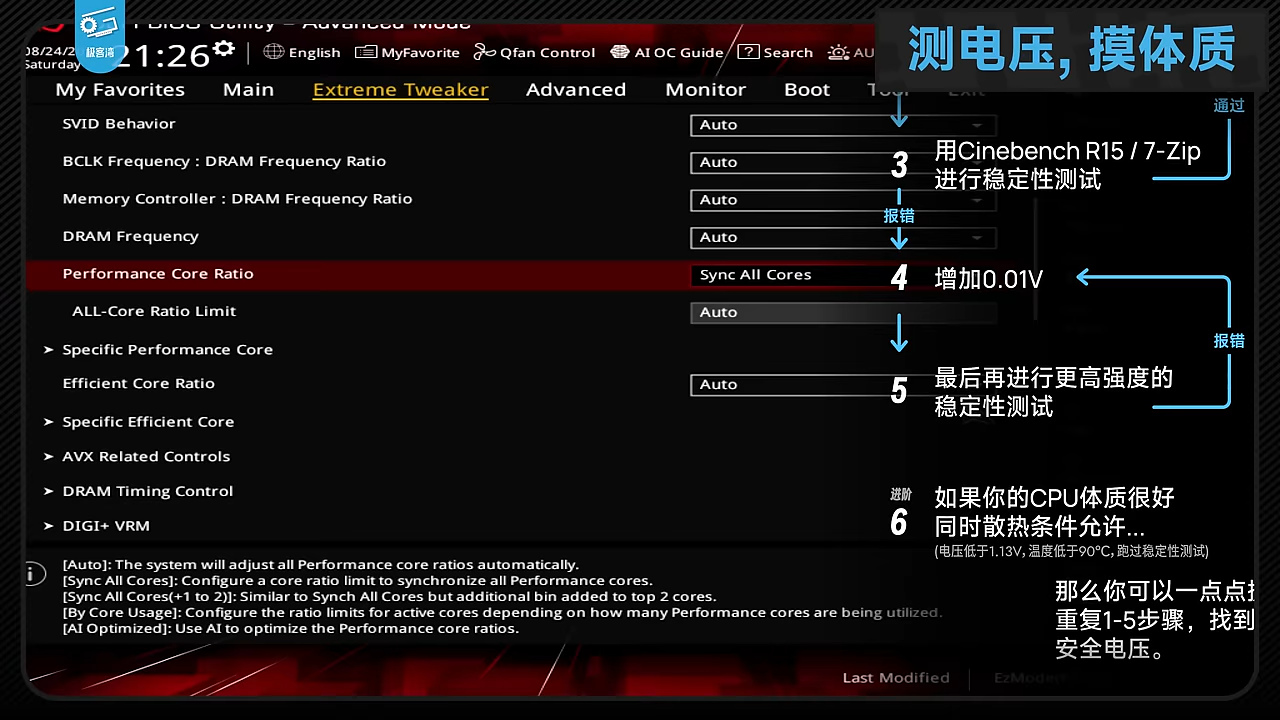 BIOS Utility – Advanced Mode
极客湾
08/24/2
Saturday
21:26
English
MyFavorite
Qfan Control
AI OC Guide
Search
AU
测电压, 摸体质
My Favorites
Main
Extreme Tweaker
Advanced
Monitor
Boot
Tool
Exit
通过
SVID Behavior
Auto
BCLK Frequency : DRAM Frequency Ratio
Auto
3
用Cinebench R15 / 7-Zip
进行稳定性测试
Memory Controller : DRAM Frequency Ratio
Auto
报错
DRAM Frequency
Auto
Performance Core Ratio
Sync All Cores
4
增加0.01V
ALL-Core Ratio Limit
Auto
报错
Specific Performance Core
Efficient Core Ratio
Auto
5
最后再进行更高强度的
稳定性测试
Specific Efficient Core
AVX Related Controls
DRAM Timing Control
DIGI+ VRM
进阶
6
如果你的CPU体质很好
同时散热条件允许...
(电压低于1.13V, 温度低于90℃, 跑过稳定性测试)
[Auto]: The system will adjust all Performance core ratios automatically.
[Sync All Cores]: Configure a core ratio limit to synchronize all Performance cores.
[Sync All Cores(+1 to 2)]: Similar to Synch All Cores but additional bin added to top 2 cores.
[By Core Usage]: Configure the ratio limits for active cores depending on how many Performance cores are being utilized.
[AI Optimized]: Use AI to optimize the Performance core ratios.
那么你可以一点点
重复1-5步骤，找到
安全电压。
Last Modified
EzMode